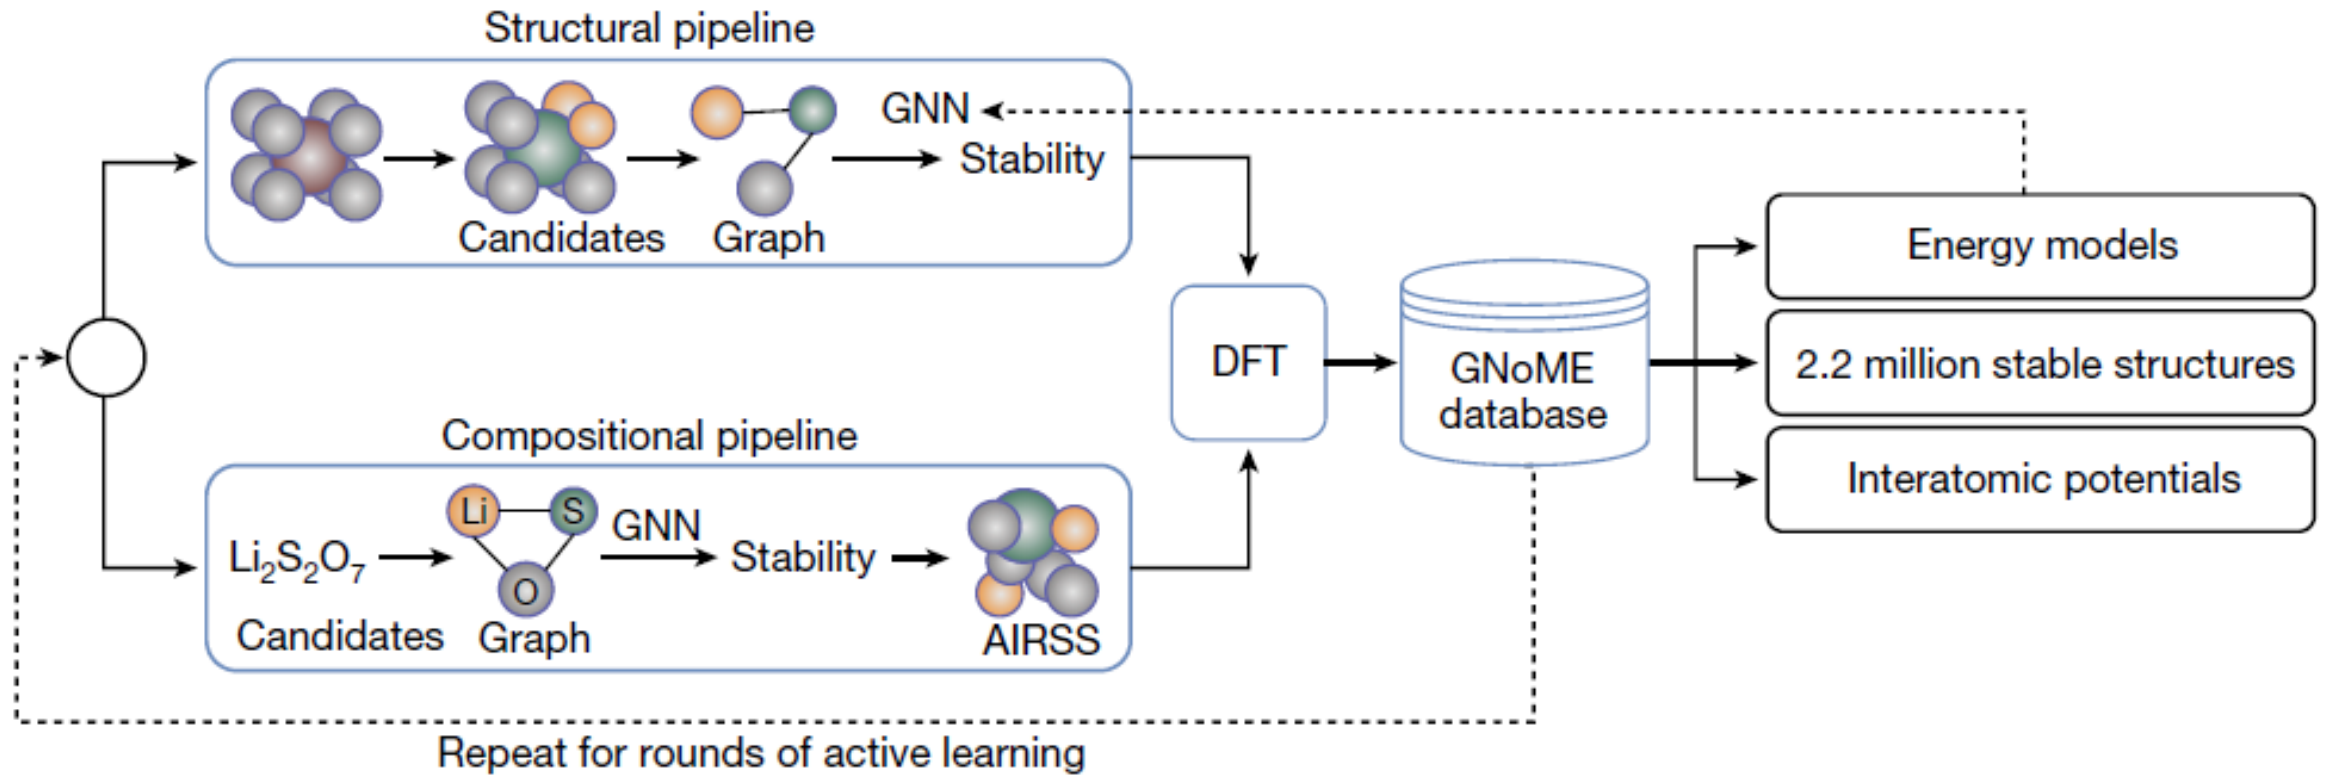 Structural pipeline
GNN
Stability
Candidates
Graph
Energy models
DFT
GNoME
database
2.2 million stable structures
Interatomic potentials
Compositional pipeline
Li
S
GNN
Li₂S₂O₇
Stability
O
Candidates
Graph
AIRSS
Repeat for rounds of active learning